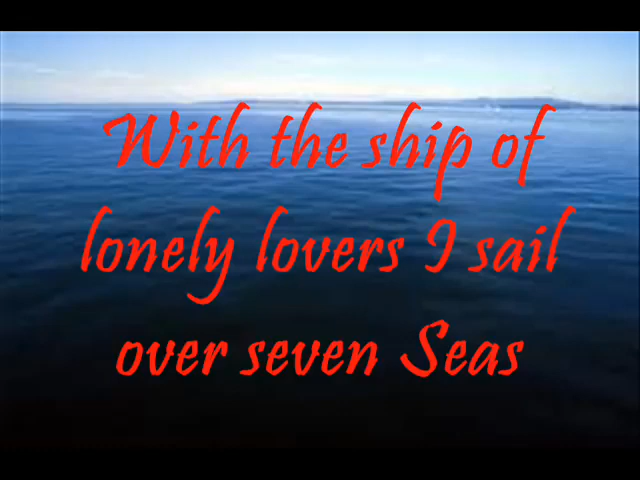 With the ship of
lonely lovers I sail
over seven Seas